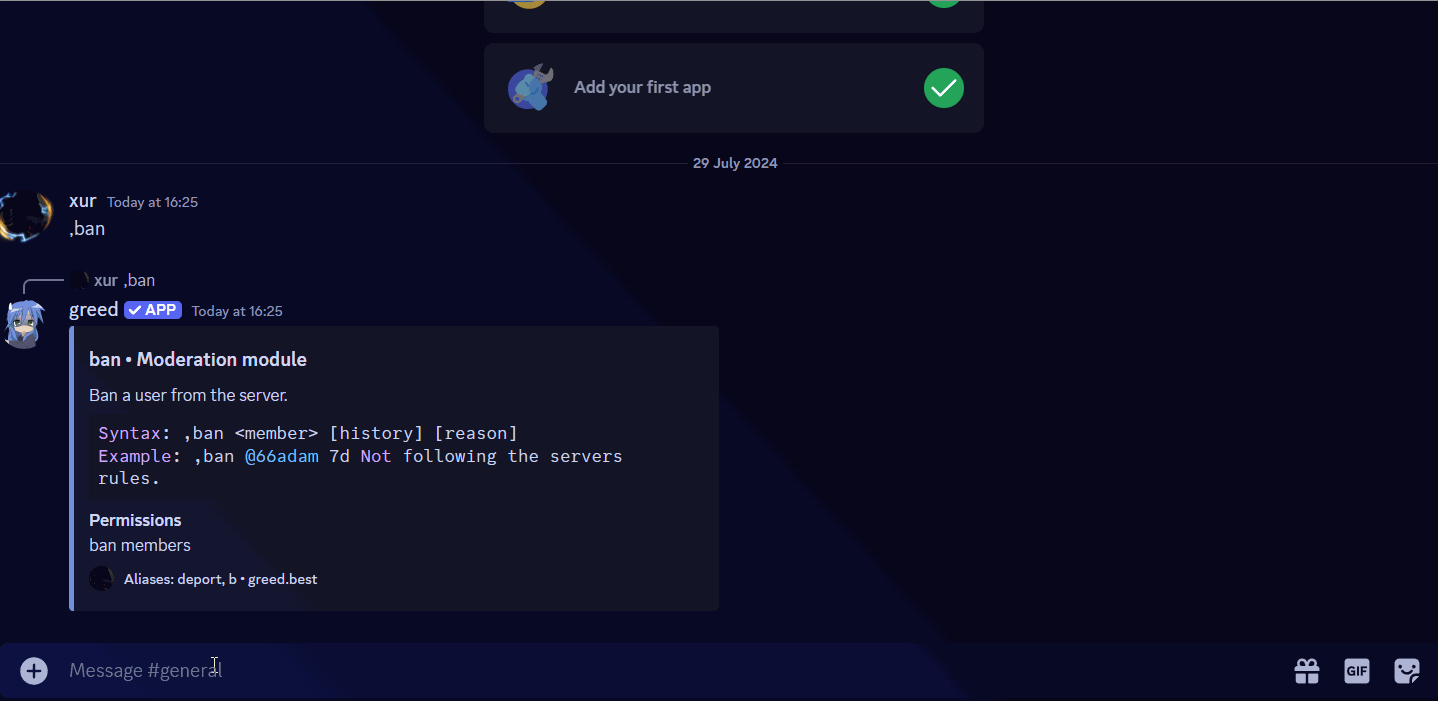 Add your first app
29 July 2024
xur Today at 16:25
,ban
xur ,ban
greed APP Today at 16:25
ban • Moderation module
Ban a user from the server.
Syntax: ,ban <member> [history] [reason]
Example: ,ban @66adam 7d Not following the servers
rules.
Permissions
ban members
Aliases: deport, b • greed.best
Message #general
GIF